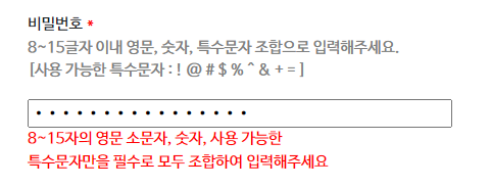 비밀번호 *
8~15글자 이내 영문, 숫자, 특수문자 조합으로 입력해주세요.
[사용 가능한 특수문자 : ! @ # $ % ^ & + = ]
••••••••••••••••
8~15자의 영문 소문자, 숫자, 사용 가능한
특수문자만을 필수로 모두 조합하여 입력해주세요